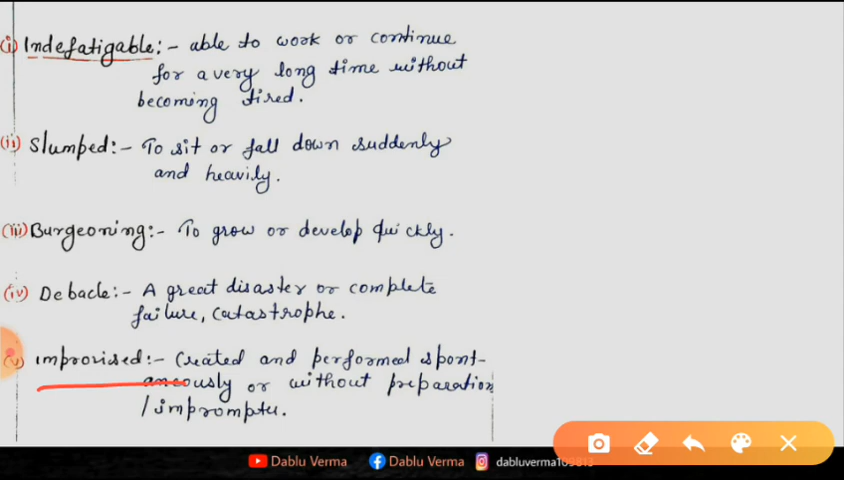 (i) Indefatigable:- able to work or continue
for a very long time without
becoming tired.
(ii) Slumped:- To sit or fall down suddenly
and heavily.
(iii) Burgeoning:- To grow or develop quickly.
(iv) Debacle:- A great disaster or complete
failure, catastrophe.
(v) improvised:- Created and performed spont-
aneously or without preparation
/impromptu.
Dablu Verma Dablu Verma